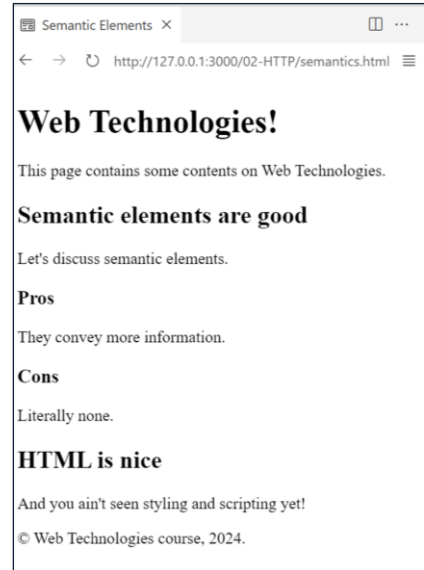 Semantic Elements
http://127.0.0.1:3000/02-HTTP/semantics.html
Web Technologies!
This page contains some contents on Web Technologies.
Semantic elements are good
Let's discuss semantic elements.
Pros
They convey more information.
Cons
Literally none.
HTML is nice
And you ain't seen styling and scripting yet!
© Web Technologies course, 2024.